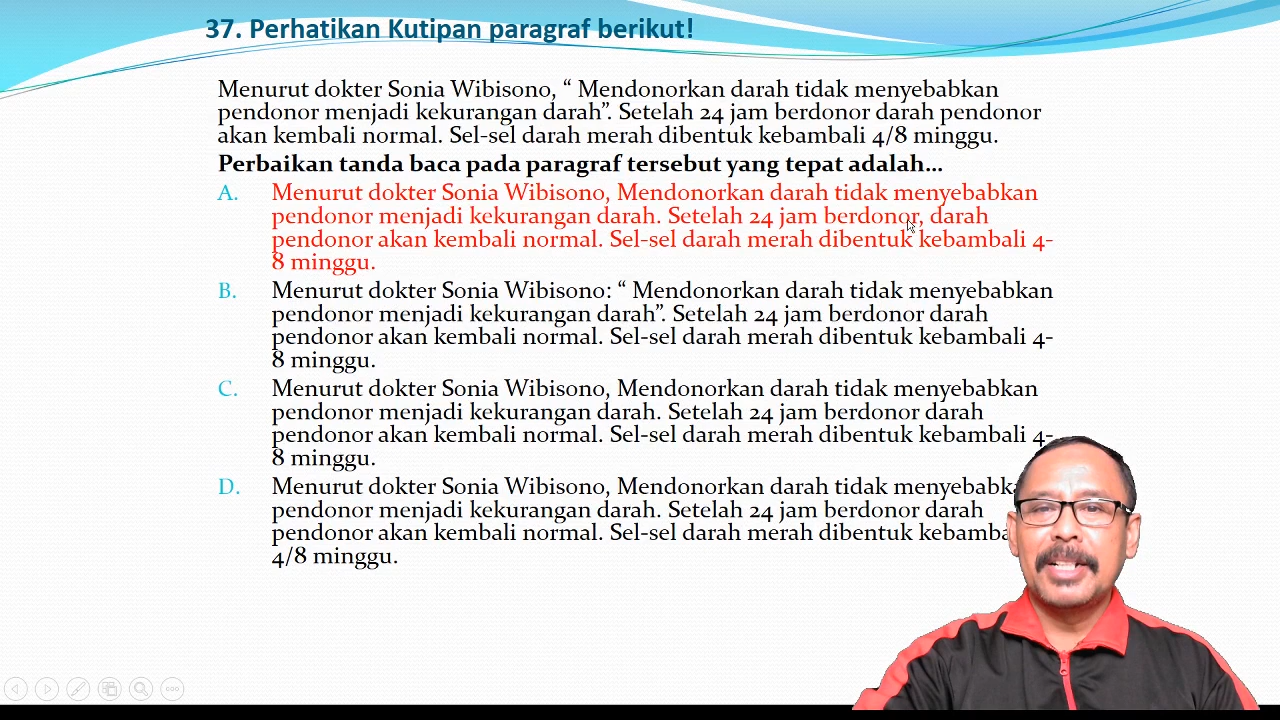 37. Perhatikan Kutipan paragraf berikut!
Menurut dokter Sonia Wibisono, “ Mendonorkan darah tidak menyebabkan
pendonor menjadi kekurangan darah”. Setelah 24 jam berdonor darah pendonor
akan kembali normal. Sel-sel darah merah dibentuk kebambali 4/8 minggu.
Perbaikan tanda baca pada paragraf tersebut yang tepat adalah...
A. Menurut dokter Sonia Wibisono, Mendonorkan darah tidak menyebabkan
pendonor menjadi kekurangan darah. Setelah 24 jam berdonor, darah
pendonor akan kembali normal. Sel-sel darah merah dibentuk kebambali 4-
8 minggu.
B. Menurut dokter Sonia Wibisono: “ Mendonorkan darah tidak menyebabkan
pendonor menjadi kekurangan darah”. Setelah 24 jam berdonor darah
pendonor akan kembali normal. Sel-sel darah merah dibentuk kebambali 4-
8 minggu.
C. Menurut dokter Sonia Wibisono, Mendonorkan darah tidak menyebabkan
pendonor menjadi kekurangan darah. Setelah 24 jam berdonor darah
pendonor akan kembali normal. Sel-sel darah merah dibentuk kebambali 4-
8 minggu.
D. Menurut dokter Sonia Wibisono, Mendonorkan darah tidak
pendonor menjadi kekurangan darah. Setelah 24 jam berdonor darah
pendonor akan kembali normal. Sel-sel darah merah dibentuk
4/8 minggu.